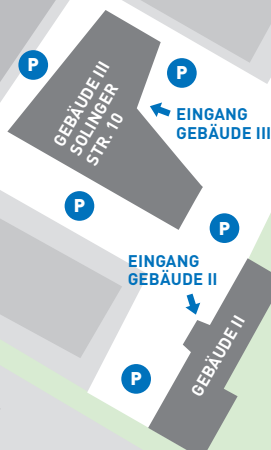 P
P
GEBÄUDE III
SOLINGER
STR. 10
EINGANG
GEBÄUDE III
P
P
EINGANG
GEBÄUDE II
GEBÄUDE II
P